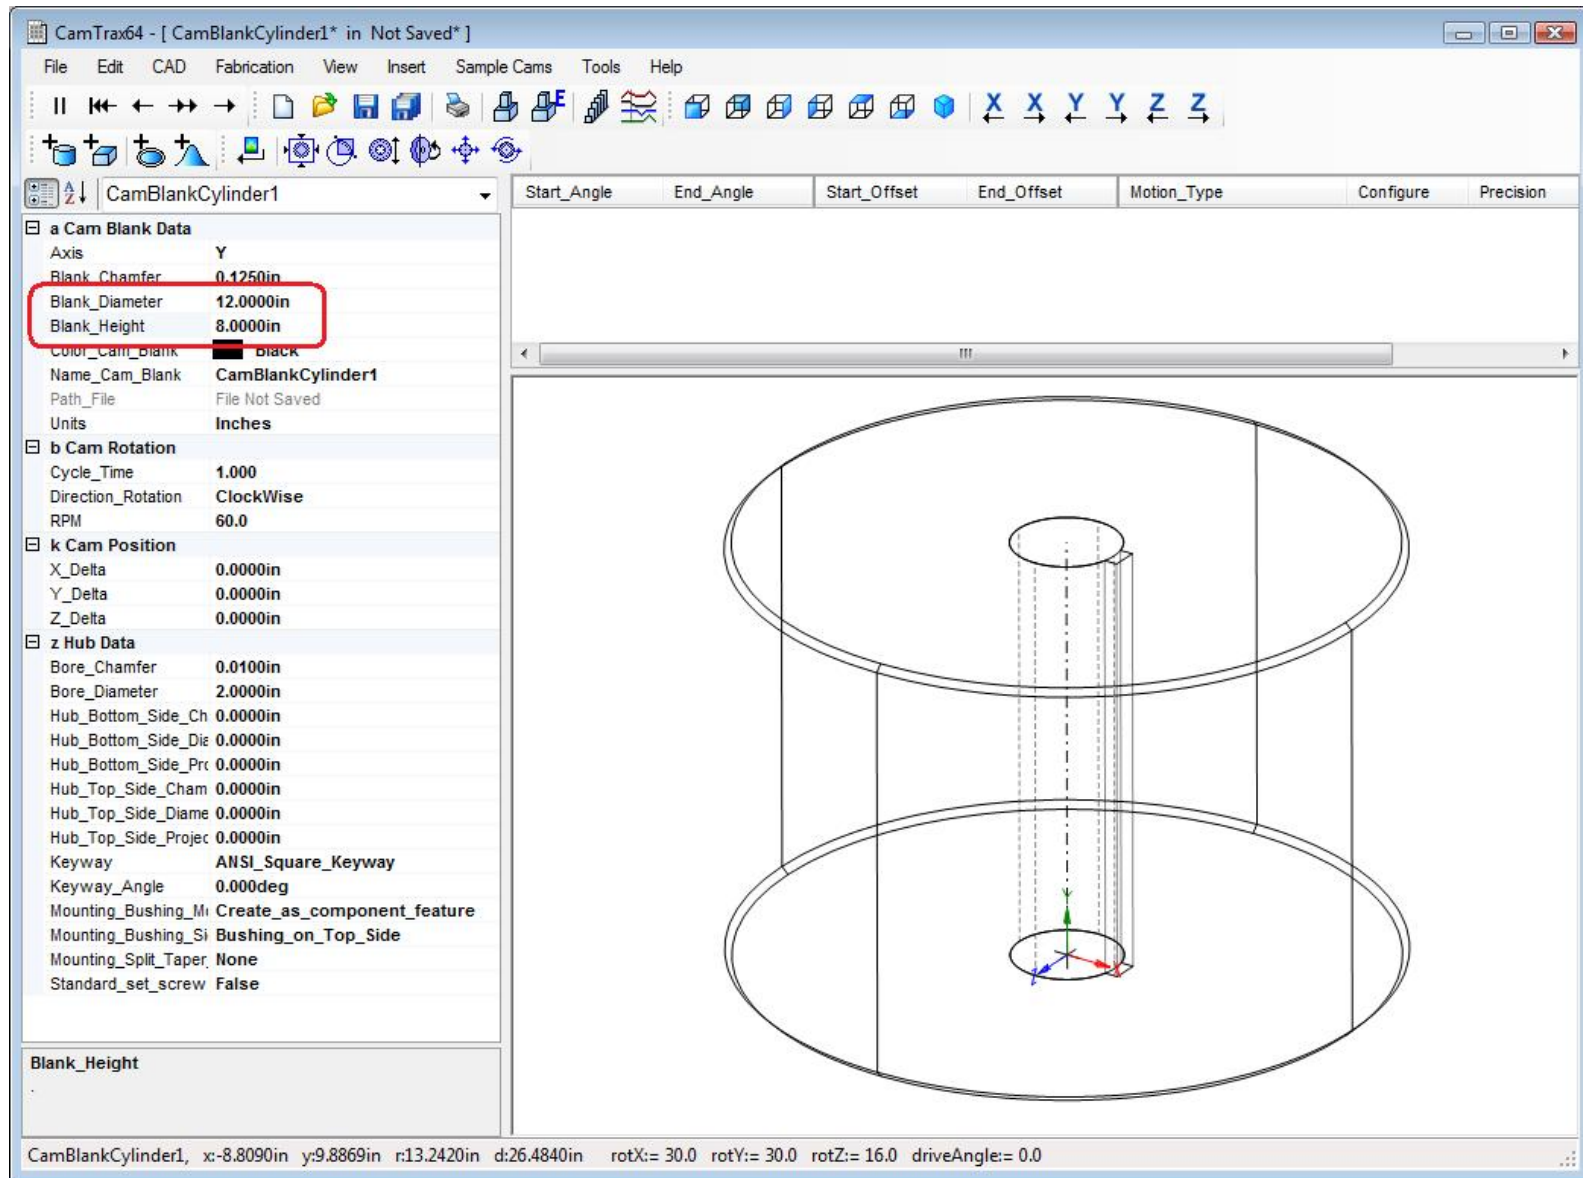 CamTrax64 - [ CamBlankCylinder1* in Not Saved* ]
File Edit CAD Fabrication View Insert Sample Cams Tools Help
E X X Y Y Z Z
A Z CamBlankCylinder1
Start_Angle End_Angle Start_Offset End_Offset Motion_Type Configure Precision
a Cam Blank Data
Axis Y
Blank_Chamfer 0.1250in
Blank_Diameter 12.0000in
Blank_Height 8.0000in
Color_Cam_Blank Black
Name_Cam_Blank CamBlankCylinder1
Path_File File Not Saved
Units Inches
b Cam Rotation
Cycle_Time 1.000
Direction_Rotation ClockWise
RPM 60.0
k Cam Position
X_Delta 0.0000in
Y_Delta 0.0000in
Z_Delta 0.0000in
z Hub Data
Bore_Chamfer 0.0100in
Bore_Diameter 2.0000in
Hub_Bottom_Side_Ch 0.0000in
Hub_Bottom_Side_Dia 0.0000in
Hub_Bottom_Side_Pro 0.0000in
Hub_Top_Side_Cham 0.0000in
Hub_Top_Side_Diame 0.0000in
Hub_Top_Side_Projec 0.0000in
Keyway ANSI_Square_Keyway
Keyway_Angle 0.000deg
Mounting_Bushing_Mo Create_as_component_feature
Mounting_Bushing_Si Bushing_on_Top_Side
Mounting_Split_Taper_ None
Standard_set_screw False
Y
Z X
Blank_Height
.
CamBlankCylinder1, x:-8.8090in y:9.8869in r:13.2420in d:26.4840in rotX:= 30.0 rotY:= 30.0 rotZ:= 16.0 driveAngle:= 0.0